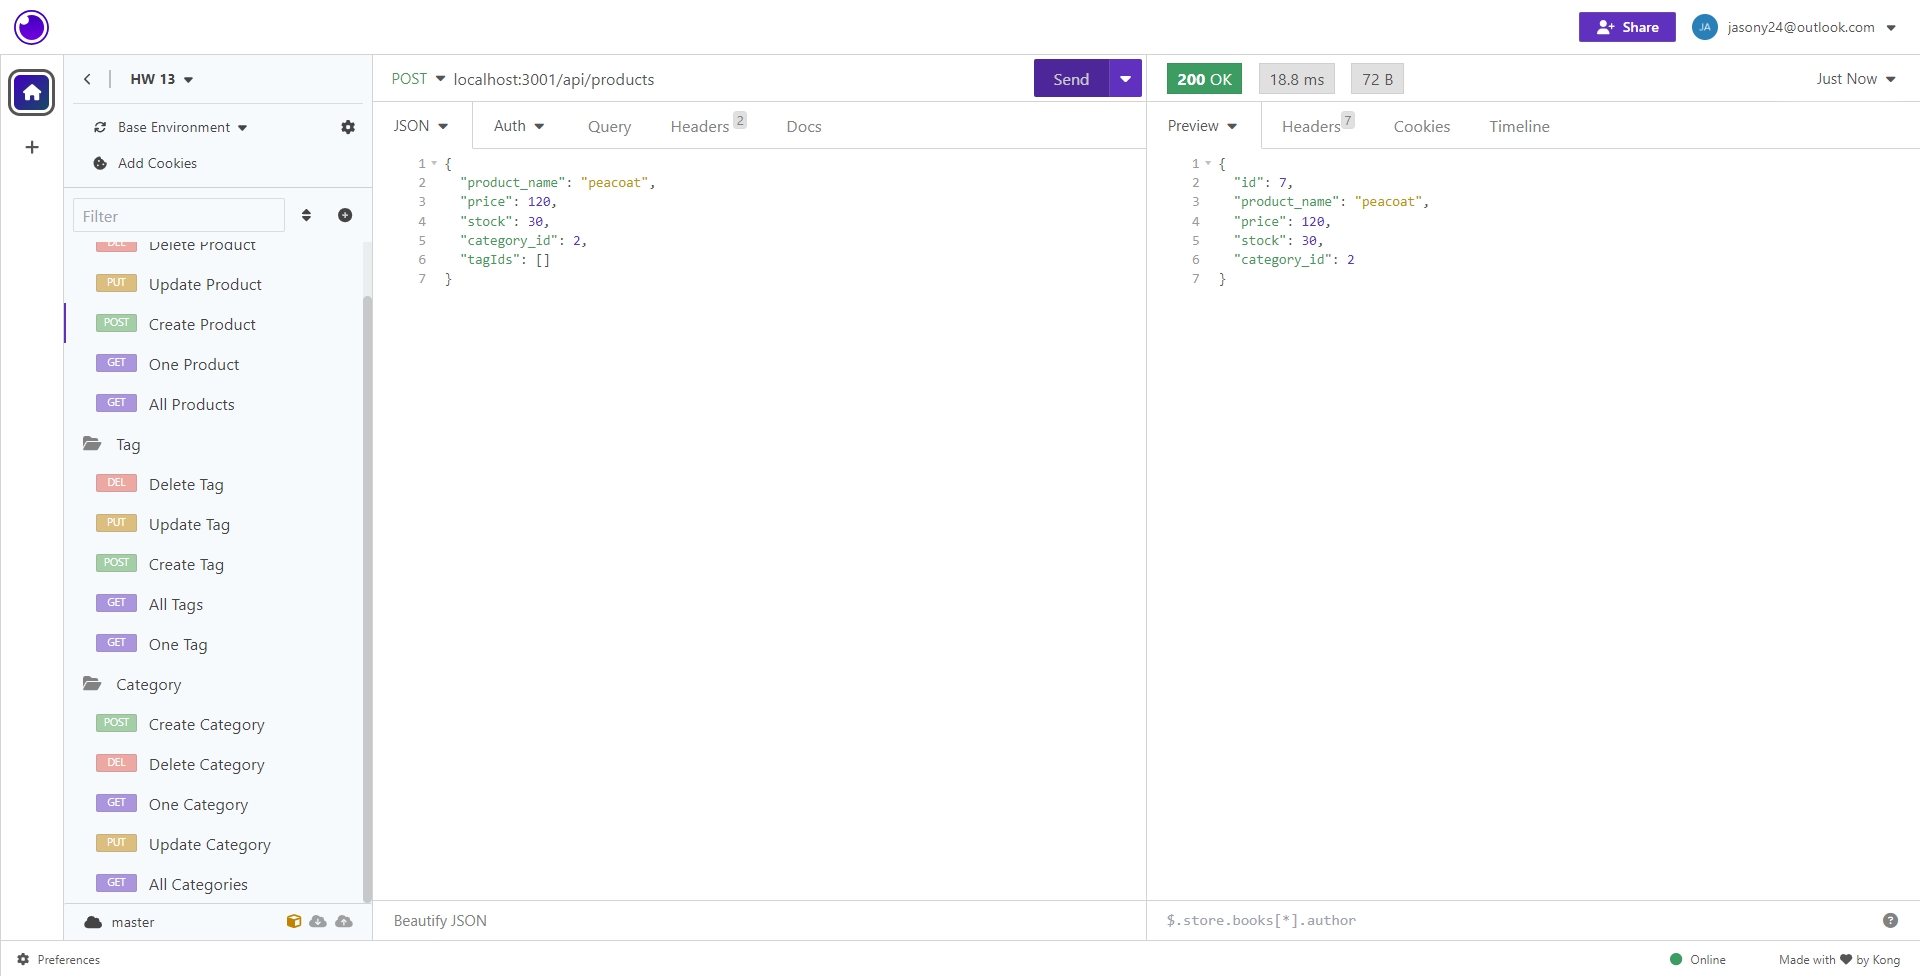 Share
JA
jasony24@outlook.com
HW 13
Base Environment
Add Cookies
Filter
DEL Delete Product
PUT Update Product
POST Create Product
GET One Product
GET All Products
Tag
DEL Delete Tag
PUT Update Tag
POST Create Tag
GET All Tags
GET One Tag
Category
POST Create Category
DEL Delete Category
GET One Category
PUT Update Category
GET All Categories
master
POST localhost:3001/api/products
Send
JSON Auth Query Headers 2 Docs
1 {
2 "product_name": "peacoat",
3 "price": 120,
4 "stock": 30,
5 "category_id": 2,
6 "tagIds": []
7 }
Beautify JSON
200 OK 18.8 ms 72 B Just Now
Preview Headers 7 Cookies Timeline
1 {
2 "id": 7,
3 "product_name": "peacoat",
4 "price": 120,
5 "stock": 30,
6 "category_id": 2
7 }
$.store.books[*].author
Preferences
Online
Made with ❤ by Kong